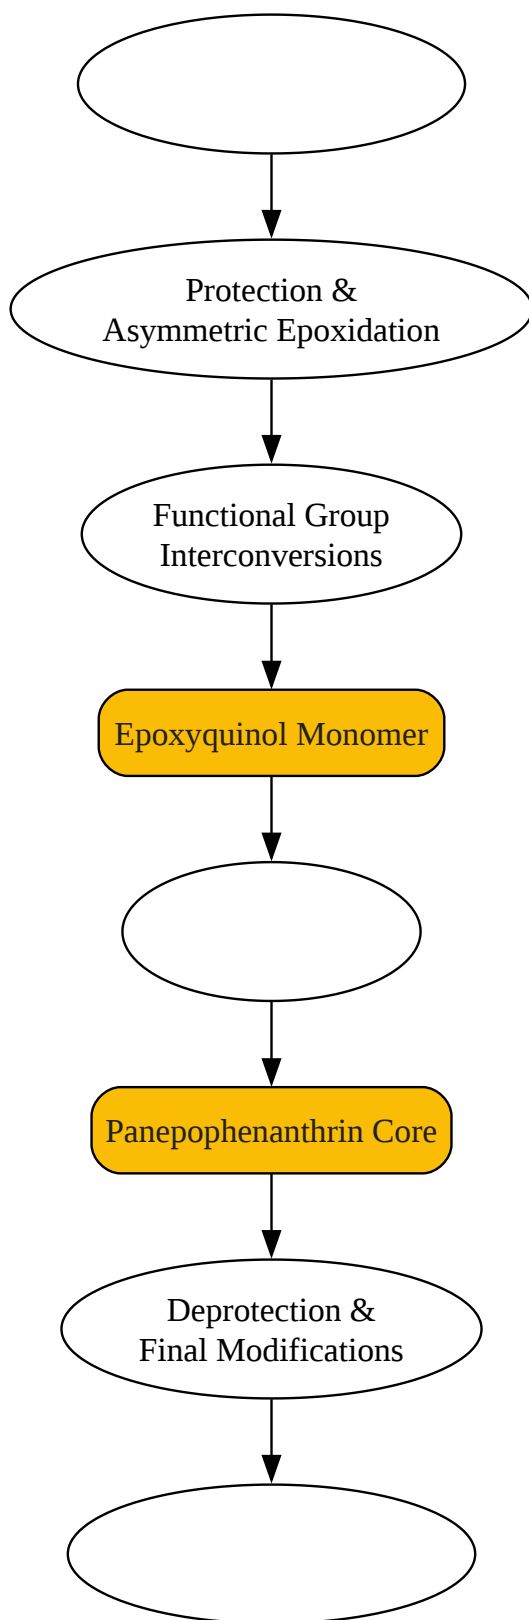 Protection &
Asymmetric Epoxidation
Functional Group
Interconversions
Epoxyquinol Monomer
Panepophenanthrin Core
Deprotection &
Final Modifications